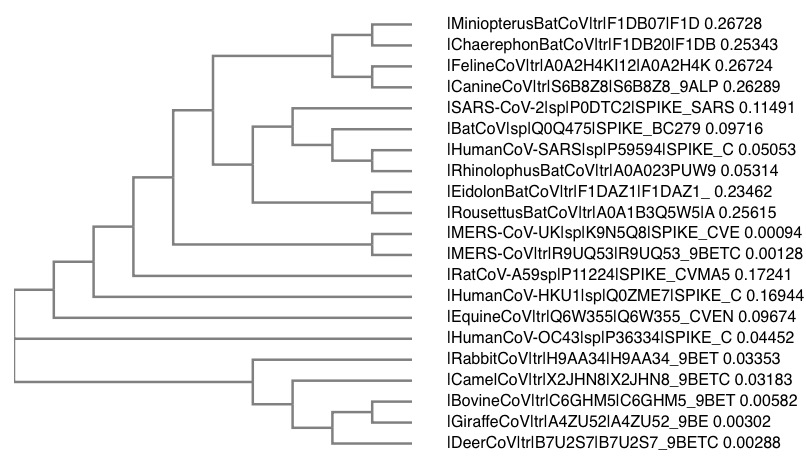 |MiniopterusBatCoV|tr|F1DB07|F1D 0.26728
|ChaerephonBatCoV|tr|F1DB20|F1DB 0.25343
|FelineCoV|tr|A0A2H4K|12|A0A2H4K 0.26724
|CanineCoV|tr|S6B8Z8|S6B8Z8_9ALP 0.26289
|SARS-CoV-2|sp|P0DTC2|SPIKE_SARS 0.11491
|BatCoV|sp|Q0Q475|SPIKE_BC279 0.09716
|HumanCoV-SARS|sp|P59594|SPIKE_C 0.05053
|RhinolophusBatCoV|tr|A0A023PUW9 0.05314
|EidolonBatCoV|tr|F1DAZ1|F1DAZ1_ 0.23462
|RousettusBatCoV|tr|A0A1B3Q5W5|A 0.25615
|MERS-CoV-UK|sp|K9N5Q8|SPIKE_CVE 0.00094
|MERS-CoV|tr|R9UQ53|R9UQ53_9BETC 0.00128
|RatCoV-A59sp|P11224|SPIKE_CVMA5 0.17241
|HumanCoV-HKU1|sp|Q0ZME7|SPIKE_C 0.16944
|EquineCoV|tr|Q6W355|Q6W355_CVEN 0.09674
|HumanCoV-OC43|sp|P36334|SPIKE_C 0.04452
|RabbitCoV|tr|H9AA34|H9AA34_9BET 0.03353
|CamelCoV|tr|X2JHN8|X2JHN8_9BETC 0.03183
|BovineCoV|tr|C6GHM5|C6GHM5_9BET 0.00582
|GiraffeCoV|tr|A4ZU52|A4ZU52_9BE 0.00302
|DeerCoV|tr|B7U2S7|B7U2S7_9BETC 0.00288